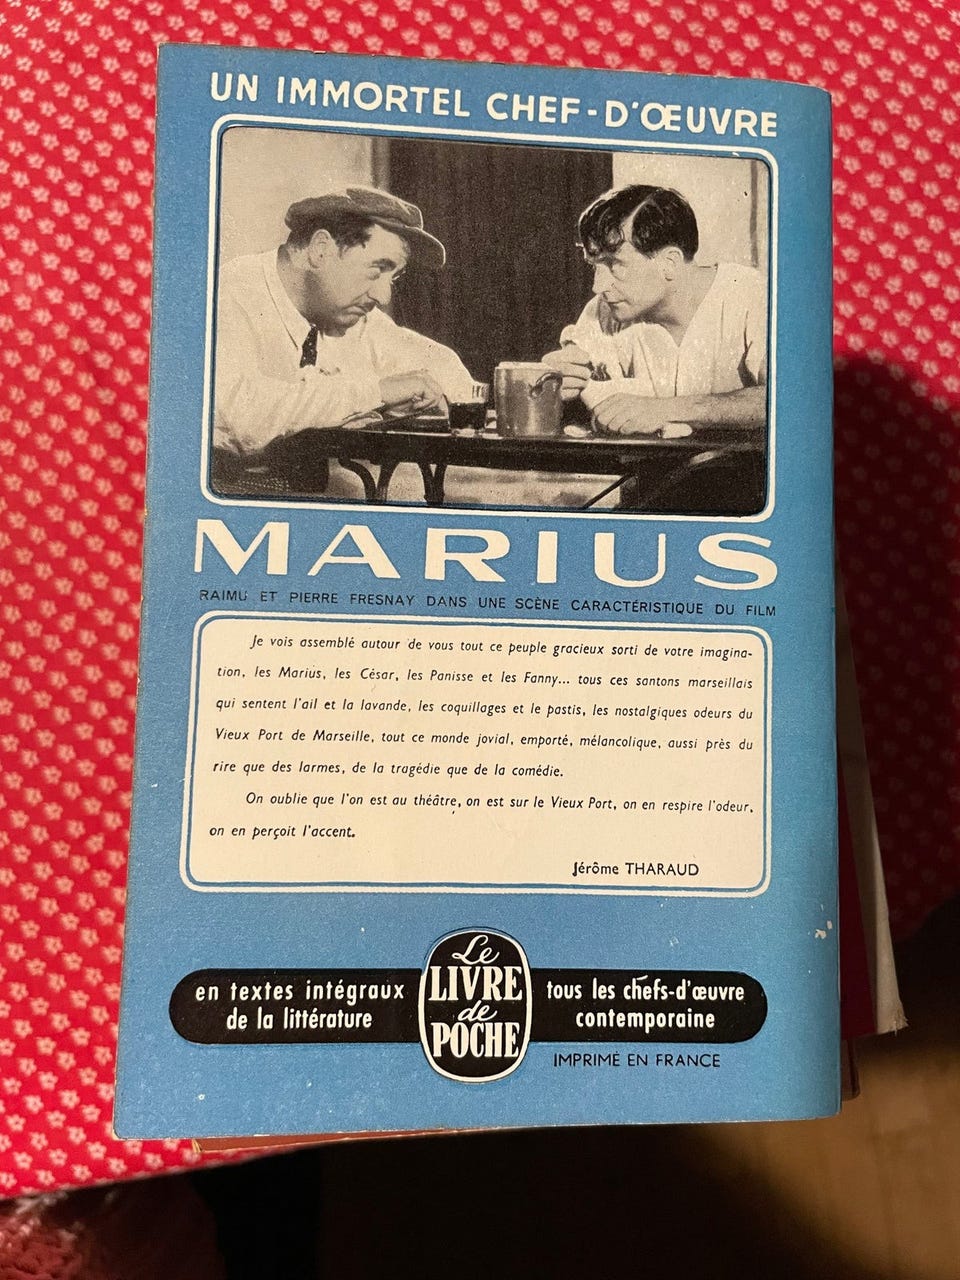 UN IMMORTEL CHEF-D'ŒUVRE
MARIUS
RAIMU ET PIERRE FRESNAY DANS UNE SCÈNE CARACTÉRISTIQUE DU FILM
Je vois assemblé autour de vous tout ce peuple gracieux sorti de votre imagina-
tion, les Marius, les César, les Panisse et les Fanny... tous ces santons marseillais
qui sentent l'ail et la lavande, les coquillages et le pastis, les nostalgiques odeurs du
Vieux Port de Marseille, tout ce monde jovial, emporté, mélancolique, aussi près du
rire que des larmes, de la tragédie que de la comédie.
On oublie que l'on est au théâtre, on est sur le Vieux Port, on en respire l'odeur,
on en perçoit l'accent.
Jérôme THARAUD
en textes intégraux
de la littérature
Le
LIVRE
de
POCHE
tous les chefs-d'œuvre
contemporaine
IMPRIMÉ EN FRANCE